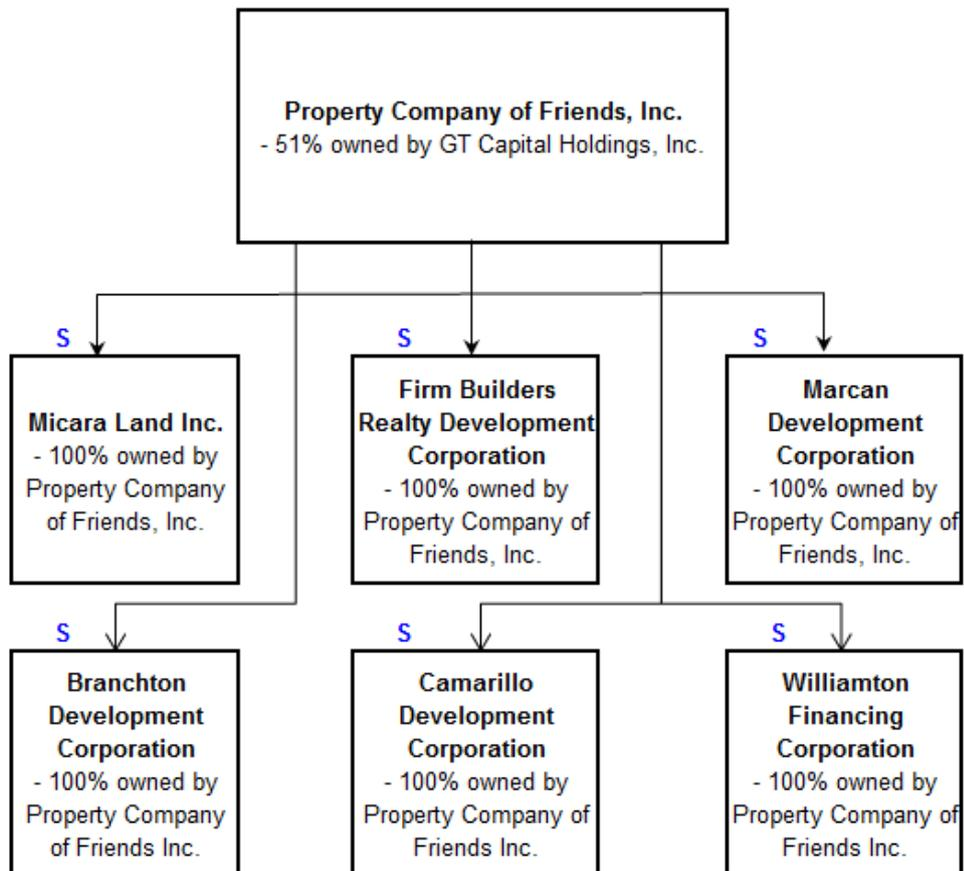 Property Company of Friends, Inc.
- 51% owned by GT Capital Holdings, Inc.
S
Micara Land Inc.
- 100% owned by
Property Company
of Friends, Inc.
S
Firm Builders
Realty Development
Corporation
- 100% owned by
Property Company of
Friends, Inc.
S
Marcan
Development
Corporation
- 100% owned by
Property Company of
Friends, Inc.
S
Branchton
Development
Corporation
- 100% owned by
Property Company
of Friends Inc.
S
Camarillo
Development
Corporation
- 100% owned by
Property Company of
Friends Inc.
S
Williamton
Financing
Corporation
- 100% owned by
Property Company of
Friends Inc.